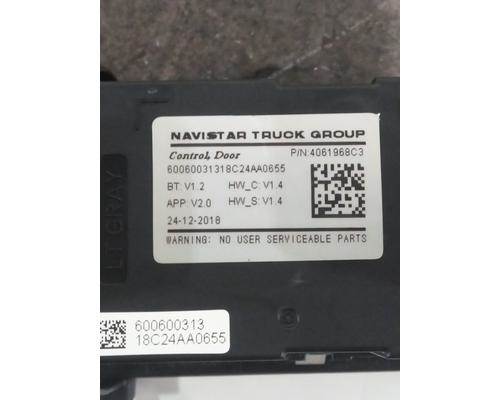 NAVISTAR TRUCK GROUP
Control, Door P/N:4061968C3
60060031318C24AA0655
BT: V1.2 HW_C: V1.4
APP: V2.0 HW_S: V1.4
24-12-2018
WARNING: NO USER SERVICEABLE PARTS
LT GRAY
600600313
18C24AA0655